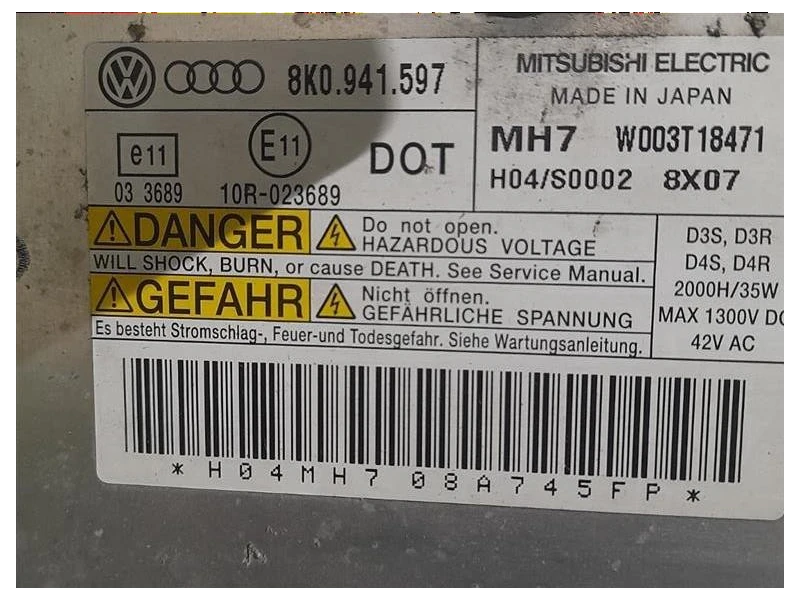 VW 8K0.941.597
MITSUBISHI ELECTRIC
MADE IN JAPAN
e11
E11
DOT
03 3689
10R-023689
MH7 W003T18471
H04/S0002 8X07
DANGER
Do not open.
HAZARDOUS VOLTAGE
WILL SHOCK, BURN, or cause DEATH. See Service Manual.
GEFAHR
Nicht öffnen.
GEFÄHRLICHE SPANNUNG
Es besteht Stromschlag-, Feuer-und Todesgefahr. Siehe Wartungsanleitung.
D3S, D3R
D4S, D4R
2000H/35W
MAX 1300V DC
42V AC
*H04MH708A745FP*